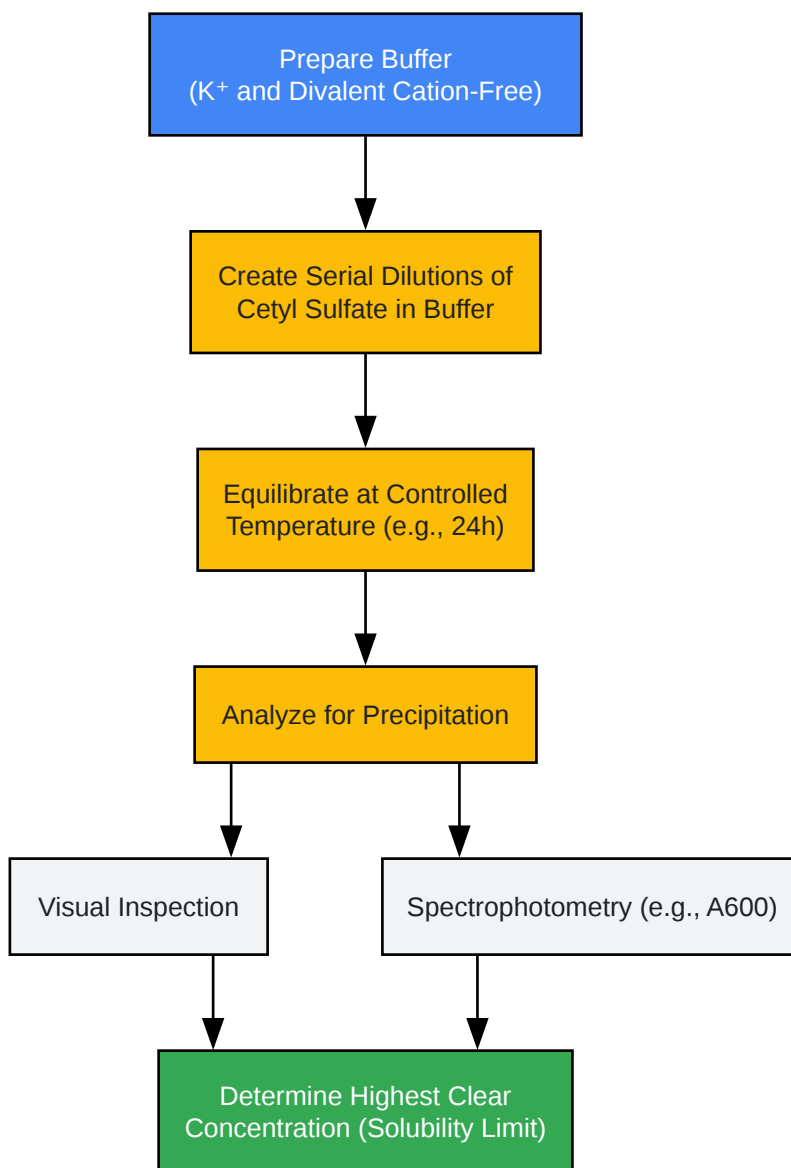 Prepare Buffer
(K⁺ and Divalent Cation-Free)
Create Serial Dilutions of
Cetyl Sulfate in Buffer
Equilibrate at Controlled
Temperature (e.g., 24h)
Analyze for Precipitation
Visual Inspection
Spectrophotometry (e.g., A600)
Determine Highest Clear
Concentration (Solubility Limit)